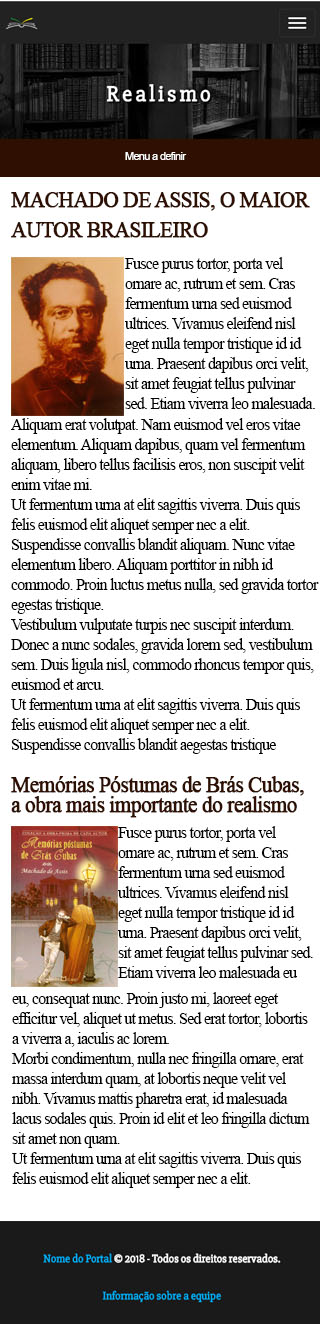 Realismo
Menu a definir
MACHADO DE ASSIS, O MAIOR
AUTOR BRASILEIRO
Fusce purus tortor, porta vel
ornare ac, rutrum et sem. Cras
fermentum urna sed euismod
ultrices. Vivamus eleifend nisl
eget nulla tempor tristique id id
urna. Praesent dapibus orci velit,
sit amet feugiat tellus pulvinar
sed. Etiam viverra leo malesuada.
Aliquam erat volutpat. Nam euismod vel eros vitae
elementum. Aliquam dapibus, quam vel fermentum
aliquam, libero tellus facilisis eros, non suscipit velit
enim vitae mi.
Ut fermentum urna at elit sagittis viverra. Duis quis
felis euismod elit aliquet semper nec a elit.
Suspendisse convallis blandit aliquam. Nunc vitae
elementum libero. Aliquam porttitor in nibh id
commodo. Proin luctus metus nulla, sed gravida tortor
egestas tristique.
Vestibulum vulputate turpis nec suscipit interdum.
Donec a nunc sodales, gravida lorem sed, vestibulum
sem. Duis ligula nisl, commodo rhoncus tempor quis,
euismod et arcu.
Ut fermentum urna at elit sagittis viverra. Duis quis
felis euismod elit aliquet semper nec a elit.
Suspendisse convallis blandit aegestas tristique
Memórias Póstumas de Brás Cubas,
a obra mais importante do realismo
Memórias póstumas
de Brás Cubas
Machado de Assis
Fusce purus tortor, porta vel
ornare ac, rutrum et sem. Cras
fermentum urna sed euismod
ultrices. Vivamus eleifend nisl
eget nulla tempor tristique id id
urna. Praesent dapibus orci velit,
sit amet feugiat tellus pulvinar sed.
Etiam viverra leo malesuada eu
eu, consequat nunc. Proin justo mi, laoreet eget
efficitur vel, aliquet ut metus. Sed erat tortor, lobortis
a viverra a, iaculis ac lorem.
Morbi condimentum, nulla nec fringilla ornare, erat
massa interdum quam, at lobortis neque velit vel
nibh. Vivamus mattis pharetra erat, id malesuada
lacus sodales quis. Proin id elit et leo fringilla dictum
sit amet non quam.
Ut fermentum urna at elit sagittis viverra. Duis quis
felis euismod elit aliquet semper nec a elit.
Nome do Portal © 2018 - Todos os direitos reservados.
Informação sobre a equipe